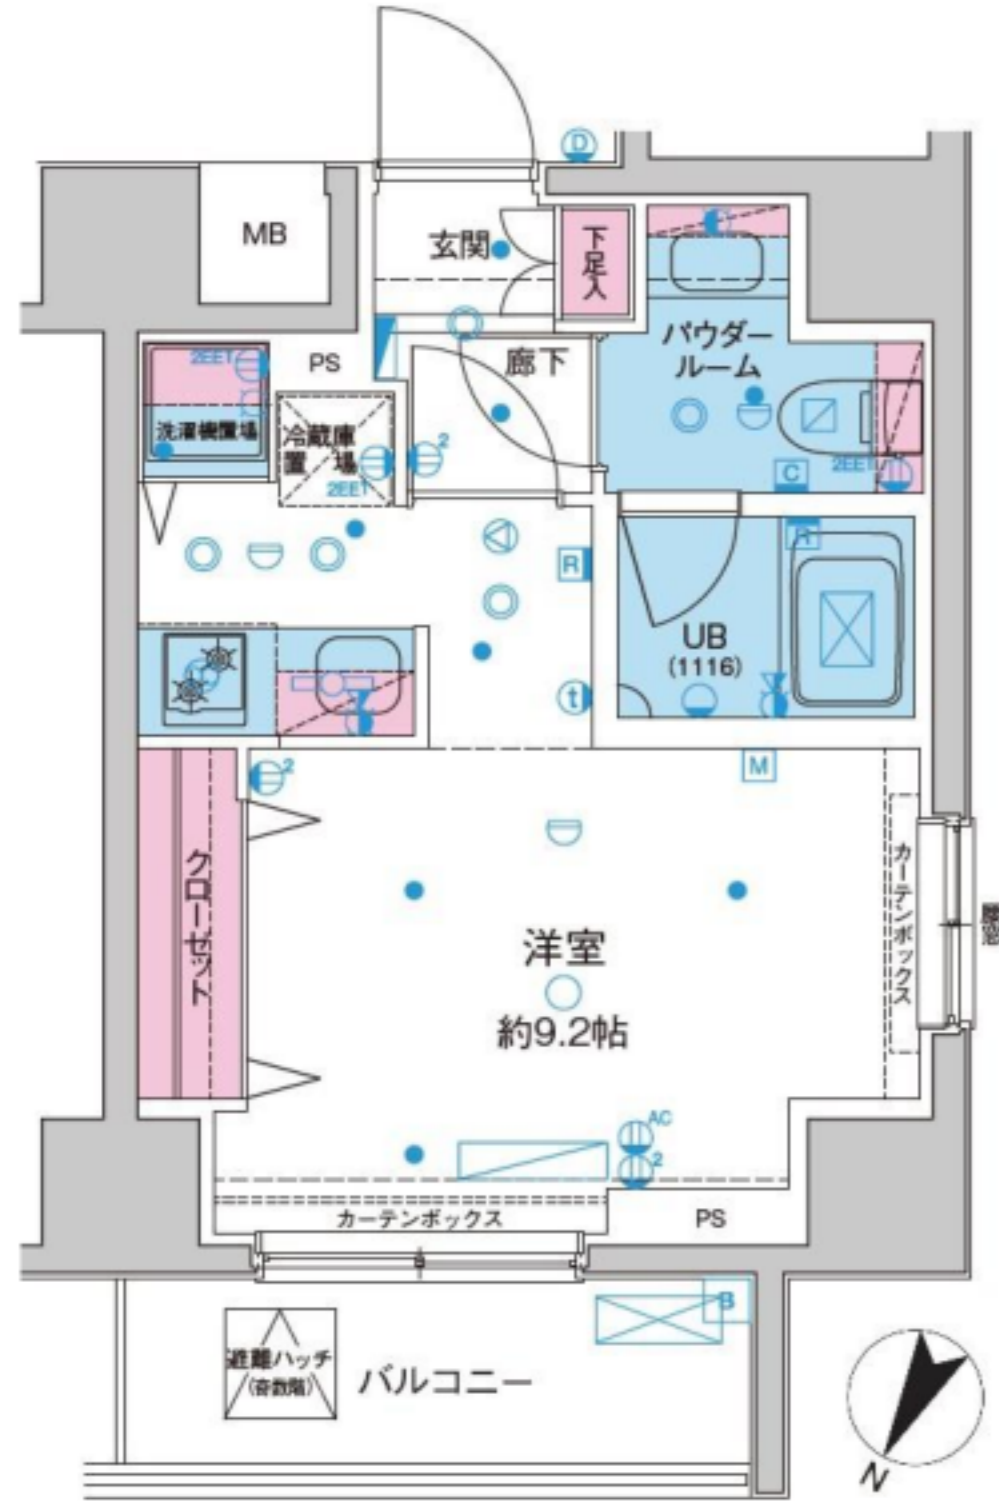 D
MB
玄関
下足入
パウダー
ルーム
2EET
PS
廊下
洗濯機置場
冷蔵庫
置 場
2
2EET
2EET
C
R
R
UB
(1116)
t
2
M
クローゼット
カーテンボックス
洋室
約9.2帖
AC
2
カーテンボックス
PS
B
避難ハッチ
(奇数階)
バルコニー
N